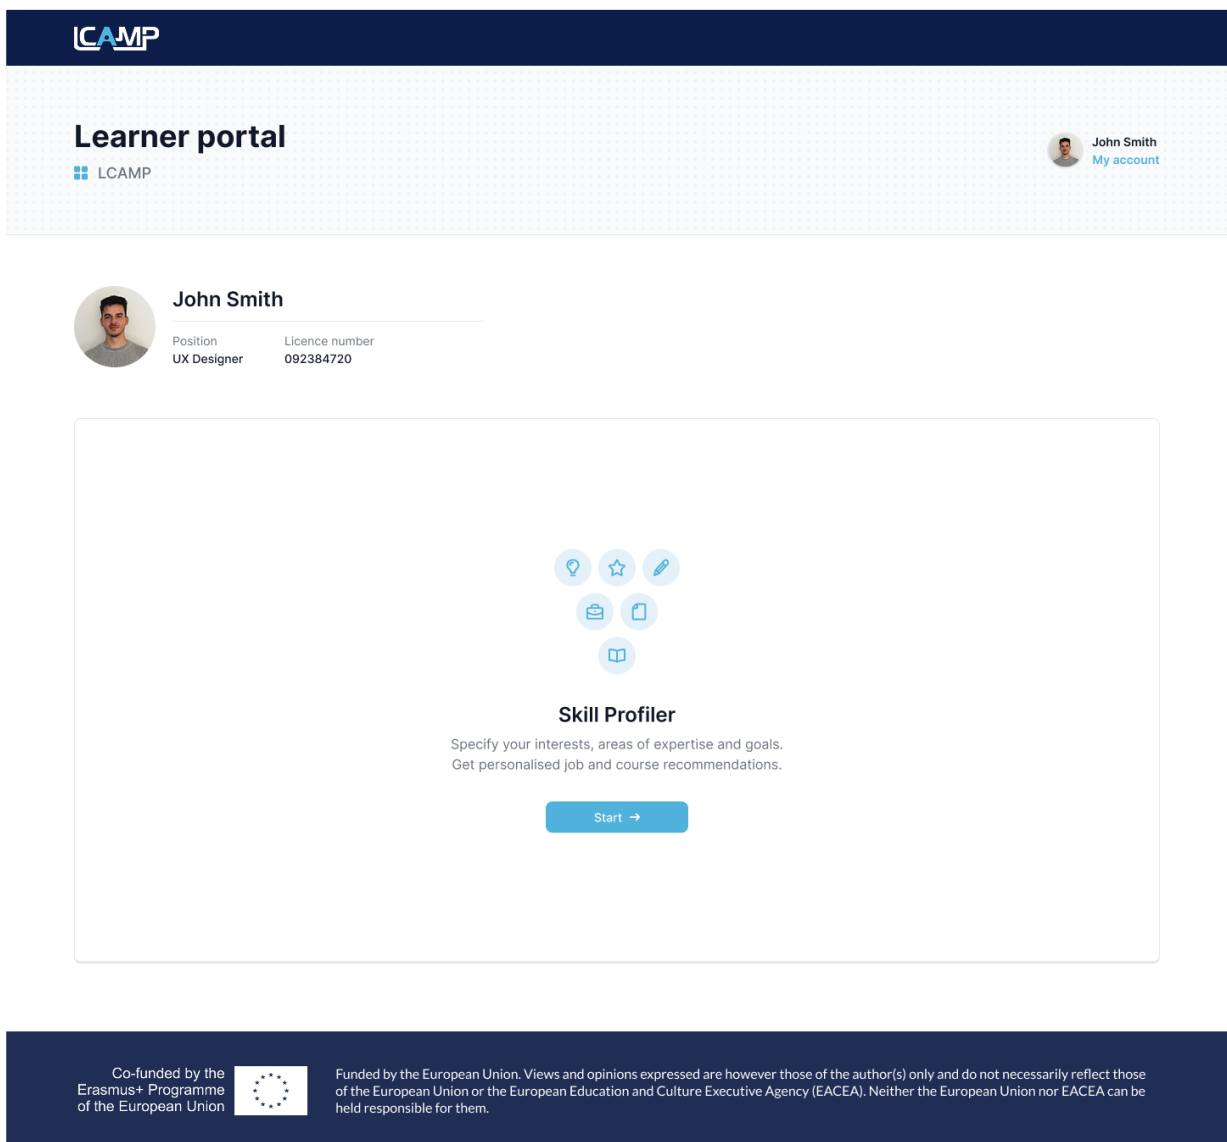 LCAMP
Learner portal
LCAMP
John Smith
My account
John Smith
Position
UX Designer
Licence number
092384720
Skill Profiler
Specify your interests, areas of expertise and goals.
Get personalised job and course recommendations.
Start →
Co-funded by the
Erasmus+ Programme
of the European Union
Funded by the European Union. Views and opinions expressed are however those of the author(s) only and do not necessarily reflect those
of the European Union or the European Education and Culture Executive Agency (EACEA). Neither the European Union nor EACEA can be
held responsible for them.